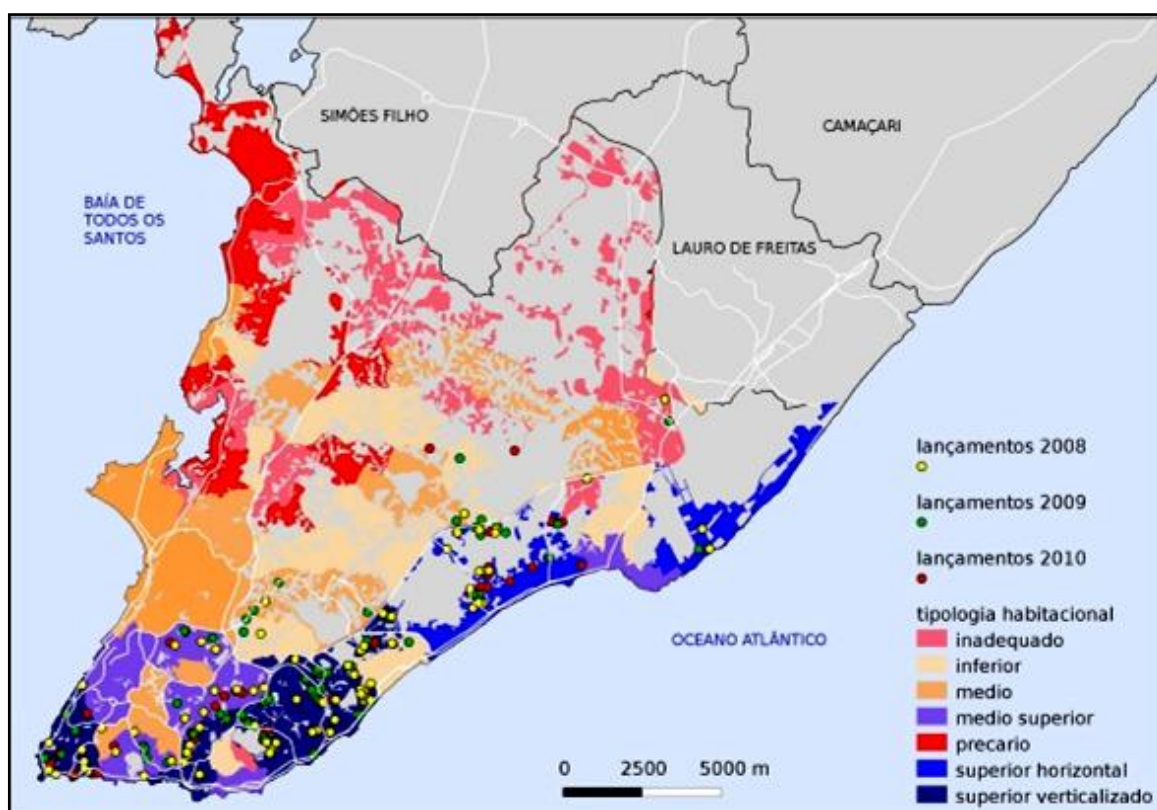 SIMÕES FILHO
CAMAÇARI
BAÍA DE
TODOS OS
SANTOS
LAURO DE FREITAS
lançamentos 2008
lançamentos 2009
lançamentos 2010
OCEANO ATLÂNTICO
tipologia habitacional
inadequado
inferior
medio
medio superior
precario
superior horizontal
superior verticalizado
0 2500 5000 m